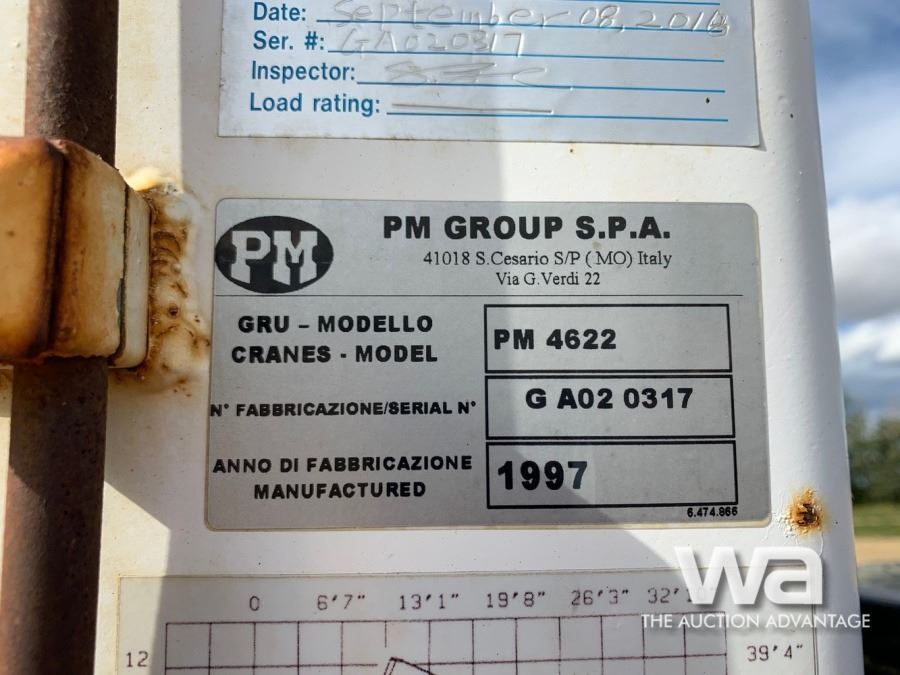 Date: September 08, 2016
Ser. #: GA020317
Inspector:
Load rating:
PM
PM GROUP S.P.A.
41018 S.Cesario S/P ( MO) Italy
Via G.Verdi 22
GRU – MODELLO
CRANES - MODEL
PM 4622
N° FABBRICAZIONE/SERIAL N°
G A02 0317
ANNO DI FABBRICAZIONE
MANUFACTURED
1997
6.474.866
0 6'7" 13'1" 19'8" 26'3"
12 39'4"
wa
THE AUCTION ADVANTAGE